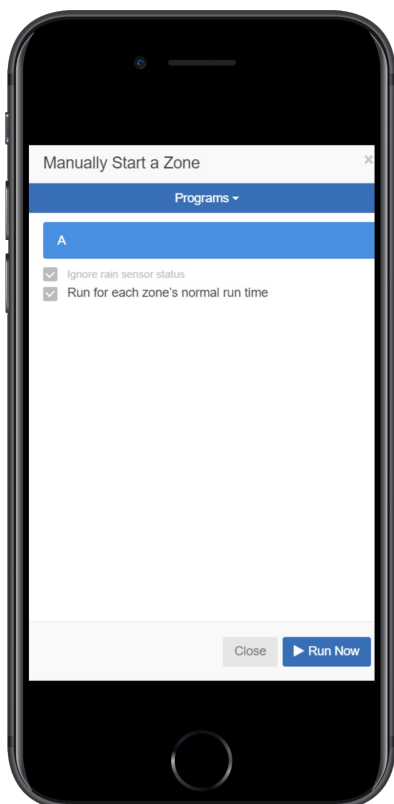 Manually Start a Zone
×
Programs
A
Ignore rain sensor status
Run for each zone's normal run time
Close
Run Now